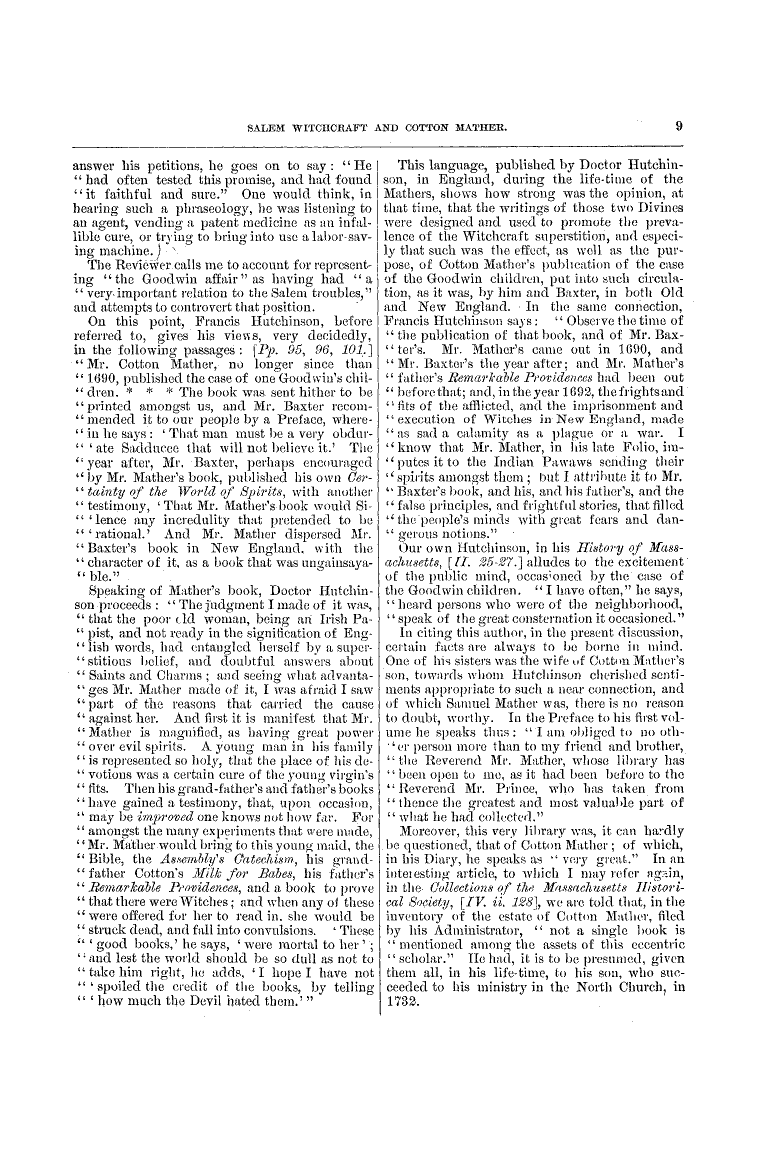 SALEM WITCHCRAFT AND COTTON MATHER. 9
answer his petitions, he goes on to say: "He
"had often tested this promise, and had found
"it faithful and sure." One would think, in
hearing such a phraseology, he was listening to
an agent, vending a patent medicine as an infal-
lible cure, or trying to bring into use a labor-sav-
ing machine.
The Reviewer calls me to account for represent-
ing "the Goodwin affair" as having had "a
"very important relation to the Salem troubles,"
and attempts to controvert that position.
On this point, Francis Hutchinson, before
referred to, gives his views, very decidedly,
in the following passages: [Pp. 95, 96, 101.]
"Mr. Cotton Mather, no longer since than
"1690, published the case of one Goodwin's chil-
"dren. * * * The book was sent hither to be
"printed amongst us, and Mr. Baxter recom-
"mended it to our people by a Preface, where-
"in he says: 'That man must be a very obdur-
"'ate Sadducee that will not believe it.' The
"year after, Mr. Baxter, perhaps encouraged
"by Mr. Mather's book, published his own Cer-
"tainty of the World of Spirits, with another
"testimony, 'That Mr. Mather's book would Si-
"'lence any incredulity that pretended to be
"'rational.' And Mr. Mather dispersed Mr.
"Baxter's book in New England, with the
"character of it, as a book that was ungainsaya-
"ble."
Speaking of Mather's book, Doctor Hutchin-
son proceeds: "The judgment I made of it was,
"that the poor old woman, being an Irish Pa-
"pist, and not ready in the signification of Eng-
"lish words, had entangled herself by a super-
"stitious belief, and doubtful answers about
"Saints and Charms; and seeing what advanta-
"ges Mr. Mather made of it, I was afraid I saw
"part of the reasons that carried the cause
"against her. And first it is manifest that Mr.
"Mather is magnified, as having great power
"over evil spirits. A young man in his family
"is represented so holy, that the place of his de-
"votions was a certain cure of the young virgin's
"fits. Then his grand-father's and father's books
"have gained a testimony, that, upon occasion,
"may be improved one knows not how far. For
"amongst the many experiments that were made,
"Mr. Mather would bring to this young maid, the
"Bible, the Assembly's Catechism, his grand-
"father Cotton's Milk for Babes, his father's
"Remarkable Providences, and a book to prove
"that there were Witches; and when any of these
"were offered for her to read in, she would be
"struck dead, and fall into convulsions. 'These
"'good books,' he says, 'were mortal to her';
"and lest the world should be so dull as not to
"take him right, he adds, 'I hope I have not
"'spoiled the credit of the books, by telling
"'how much the Devil hated them.'"
This language, published by Doctor Hutchin-
son, in England, during the life-time of the
Mathers, shows how strong was the opinion, at
that time, that the writings of those two Divines
were designed and used to promote the preva-
lence of the Witchcraft superstition, and especi-
ly that such was the effect, as well as the pur-
pose, of Cotton Mather's publication of the case
of the Goodwin children, put into such circula-
tion, as it was, by him and Baxter, in both Old
and New England. In the same connection,
Francis Hutchinson says: "Observe the time of
"the publication of that book, and of Mr. Bax-
"ter's. Mr. Mather's came out in 1690, and
"Mr. Baxter's the year after; and Mr. Mather's
"father's Remarkable Providences had been out
"before that; and, in the year 1692, the frights and
"fits of the afflicted, and the imprisonment and
"execution of Witches in New England, made
"as sad a calamity as a plague or a war. I
"know that Mr. Mather, in his late Folio, im-
"putes it to the Indian Pawaws sending their
"spirits amongst them; but I attribute it to Mr.
"Baxter's book, and his, and his father's, and the
"false principles, and frightful stories, that filled
"the people's minds with great fears and dan-
"gerous notions."
Our own Hutchinson, in his History of Mass-
achusetts, [II. 25-27.] alludes to the excitement
of the public mind, occasioned by the case of
the Goodwin children. "I have often," he says,
"heard persons who were of the neighborhood,
"speak of the great consternation it occasioned."
In citing this author, in the present discussion,
certain facts are always to be borne in mind.
One of his sisters was the wife of Cotton Mather's
son, towards whom Hutchinson cherished senti-
ments appropriate to such a near connection, and
of which Samuel Mather was, there is no reason
to doubt, worthy. In the Preface to his first vol-
ume he speaks thus: "I am obliged to no oth-
"er person more than to my friend and brother,
"the Reverend Mr. Mather, whose library has
"been open to me, as it had been before to the
"Reverend Mr. Prince, who has taken from
"thence the greatest and most valuable part of
"what he had collected."
Moreover, this very library was, it can hardly
be questioned, that of Cotton Mather; of which,
in his Diary, he speaks as "very great." In an
interesting article, to which I may refer again,
in the Collections of the Massachusetts Histori-
cal Society, [IV. ii. 128], we are told that, in the
inventory of the estate of Cotton Mather, filed
by his Administrator, "not a single book is
"mentioned among the assets of this eccentric
"scholar." He had, it is to be presumed, given
them all, in his life-time, to his son, who suc-
ceeded to his ministry in the North Church, in
1732.